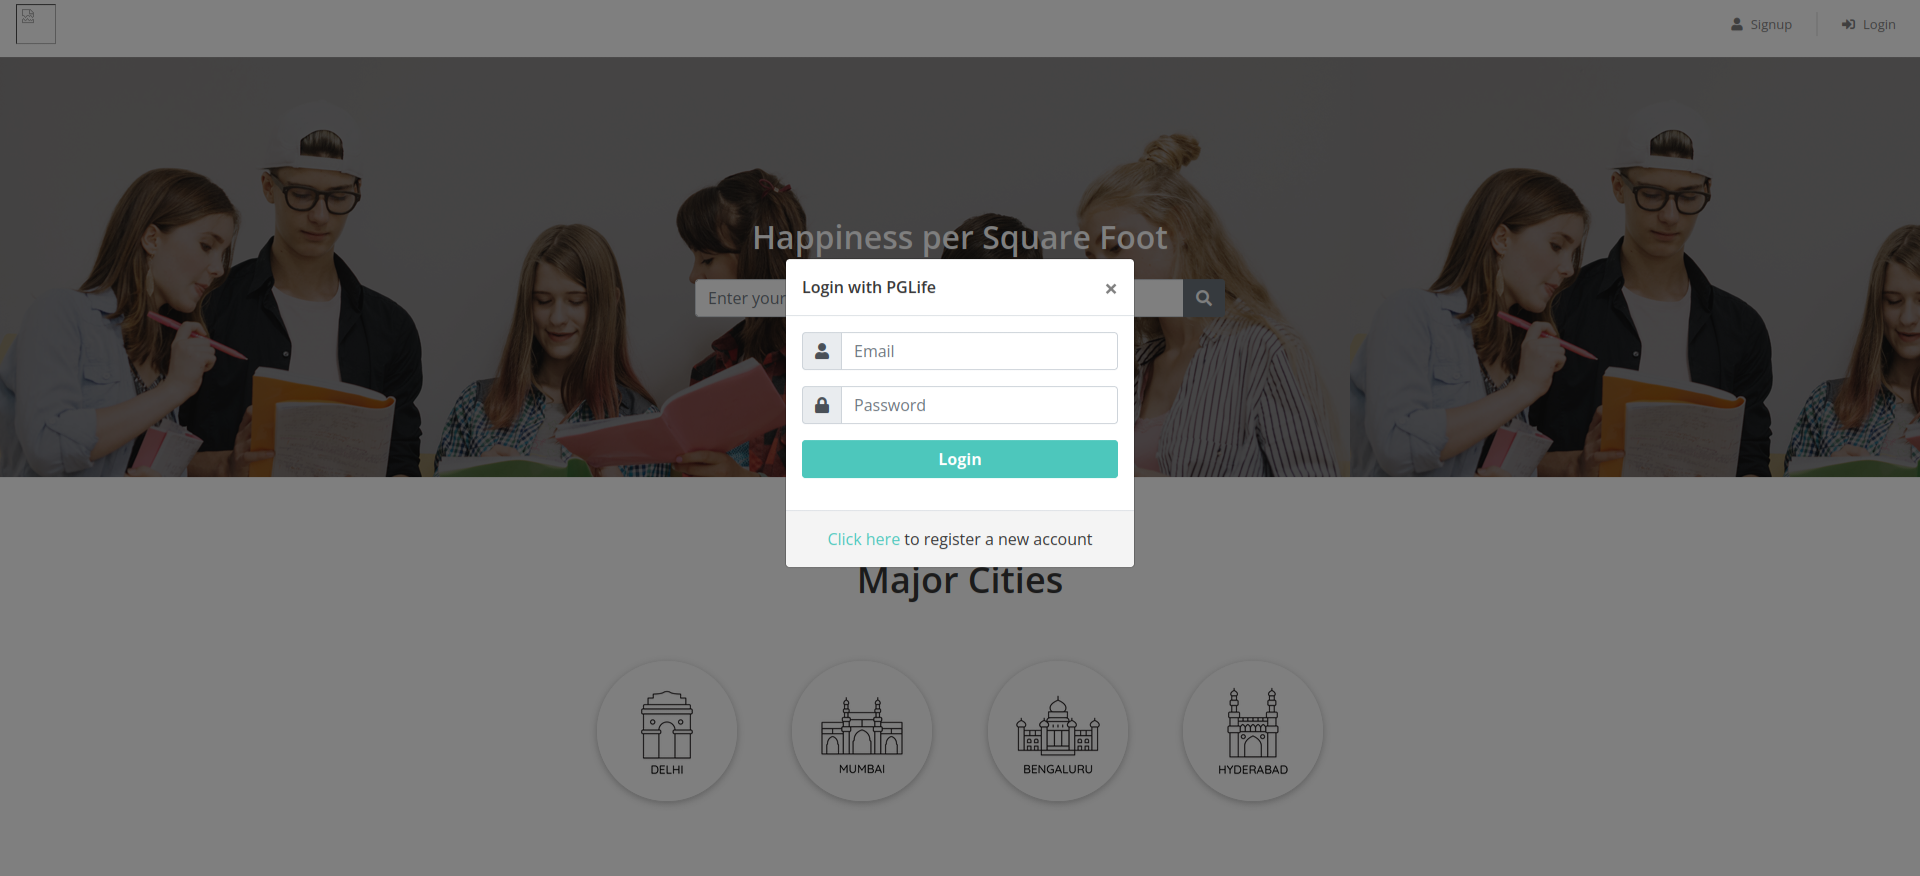 Signup
Login
Happiness per Square Foot
Enter your
Login with PGLife
×
Email
Password
Login
Click here to register a new account
Major Cities
DELHI
MUMBAI
BENGALURU
HYDERABAD